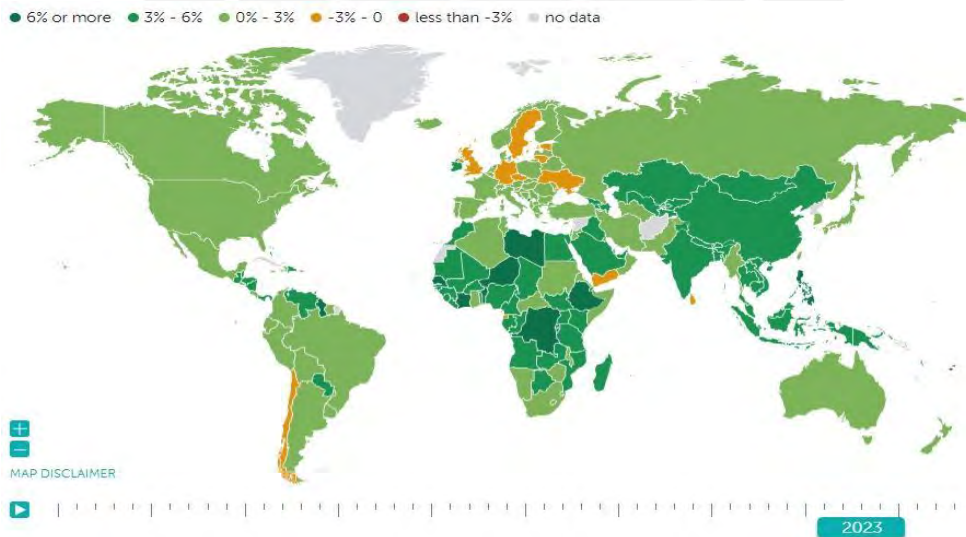 6% or more 3% - 6% 0% - 3% -3% - 0 less than -3% no data
MAP DISCLAIMER
2023